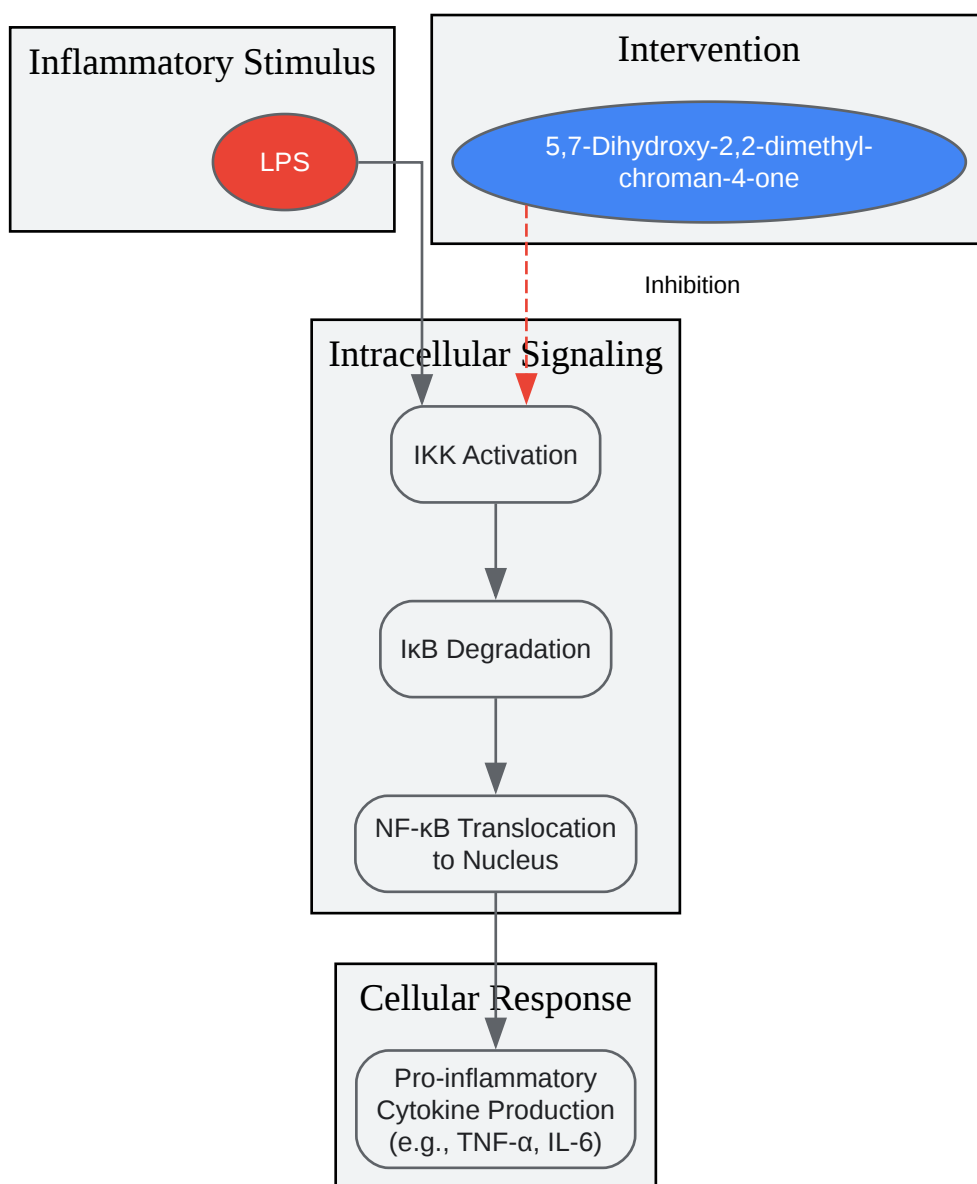 Inflammatory Stimulus
LPS
Intervention
5,7-Dihydroxy-2,2-dimethyl-
chroman-4-one
Inhibition
Intracellular Signaling
IKK Activation
IκB Degradation
NF-κB Translocation
to Nucleus
Cellular Response
Pro-inflammatory
Cytokine Production
(e.g., TNF-α, IL-6)